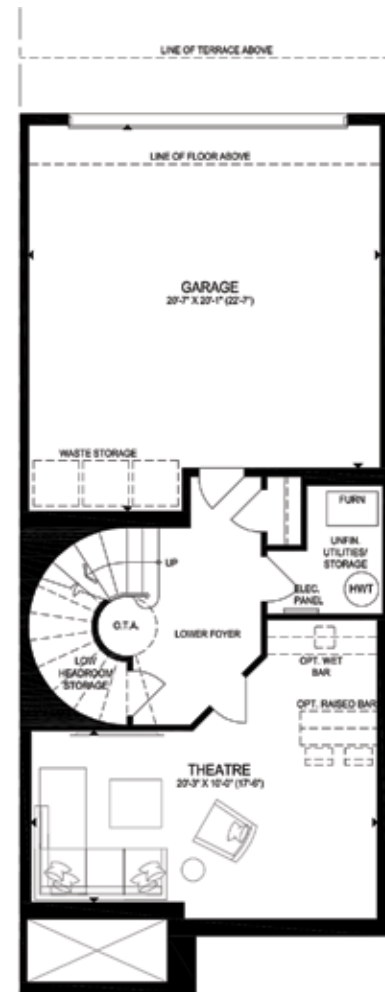 LINE OF TERRACE ABOVE
LINE OF FLOOR ABOVE
GARAGE
20'-7" X 20'-1" (22'-7")
WASTE STORAGE
FURN
UNFIN.
UTILITIES/
STORAGE
UP
ELEC.
PANEL
HWT
O.T.A.
LOWER FOYER
LOW
HEADROOM
STORAGE
OPT. WET
BAR
OPT. RAISED BAR
THEATRE
20'-3" X 10'-0" (17'-6")